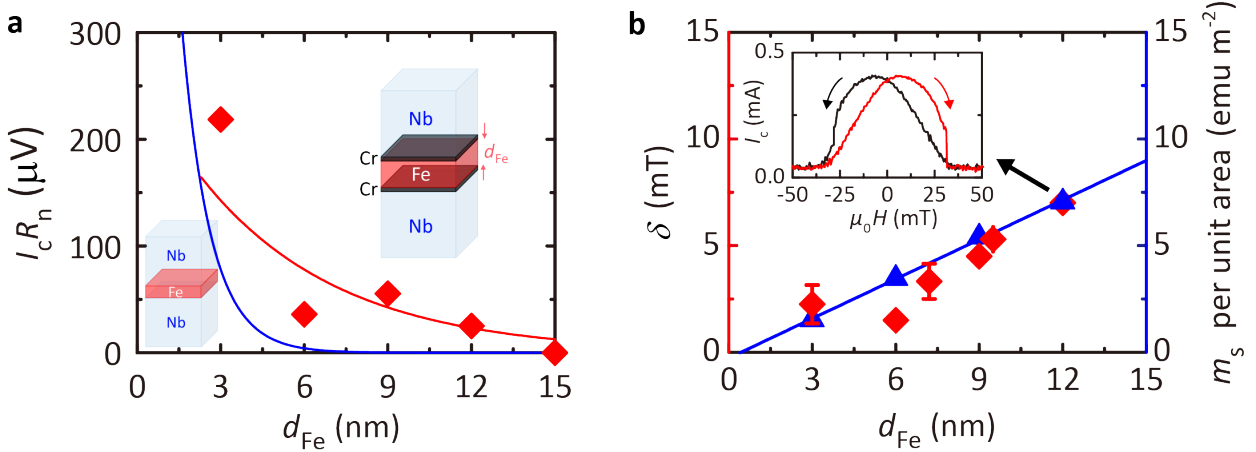 a
300
200
100
0
I_c R_n (μV)
0 3 6 9 12 15
d_Fe (nm)
Nb
Cr
Fe
Cr
Nb
d_Fe
Nb
Fe
Nb
b
15
10
5
0
δ (mT)
0 3 6 9 12 15
d_Fe (nm)
15
10
5
0
m_s per unit area (emu m⁻²)
0.5
0.0
I_c (mA)
-50 -25 0 25 50
μ₀H (mT)